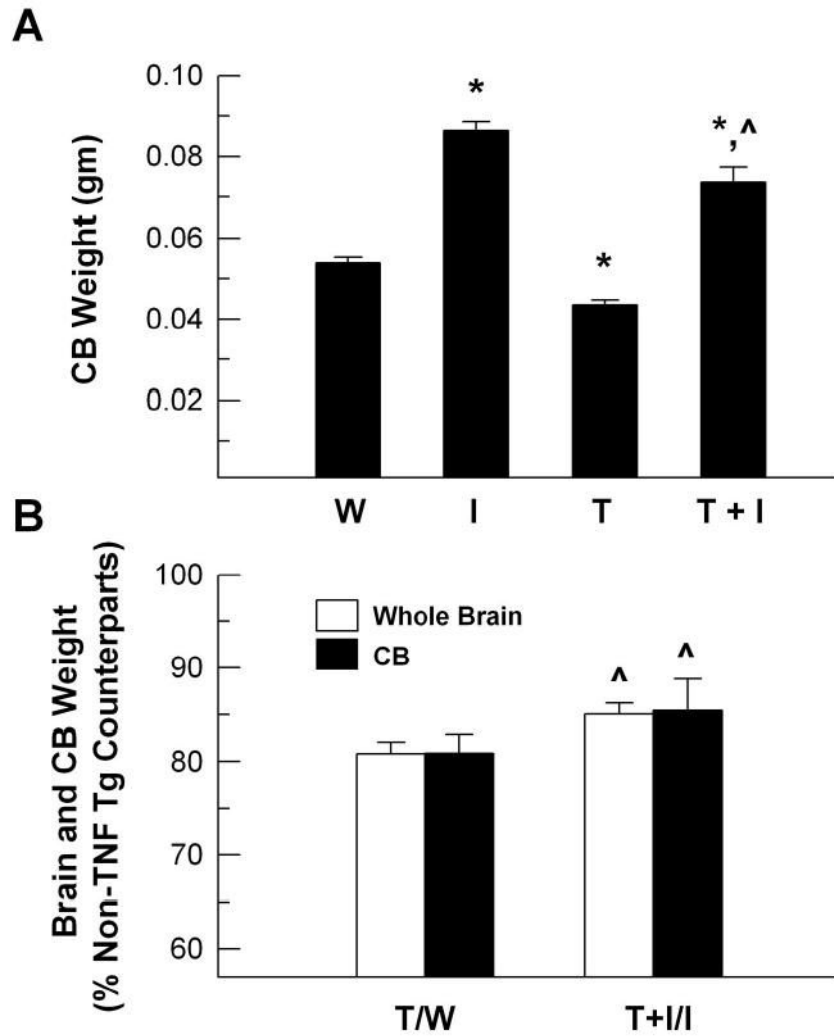 A
CB Weight (gm)
0.10
0.08
0.06
0.04
0.02
*
*
*,^
W I T T + I
B
Brain and CB Weight
(% Non-TNF Tg Counterparts)
100
90
80
70
60
Whole Brain
CB
^ ^
T/W T+I/I